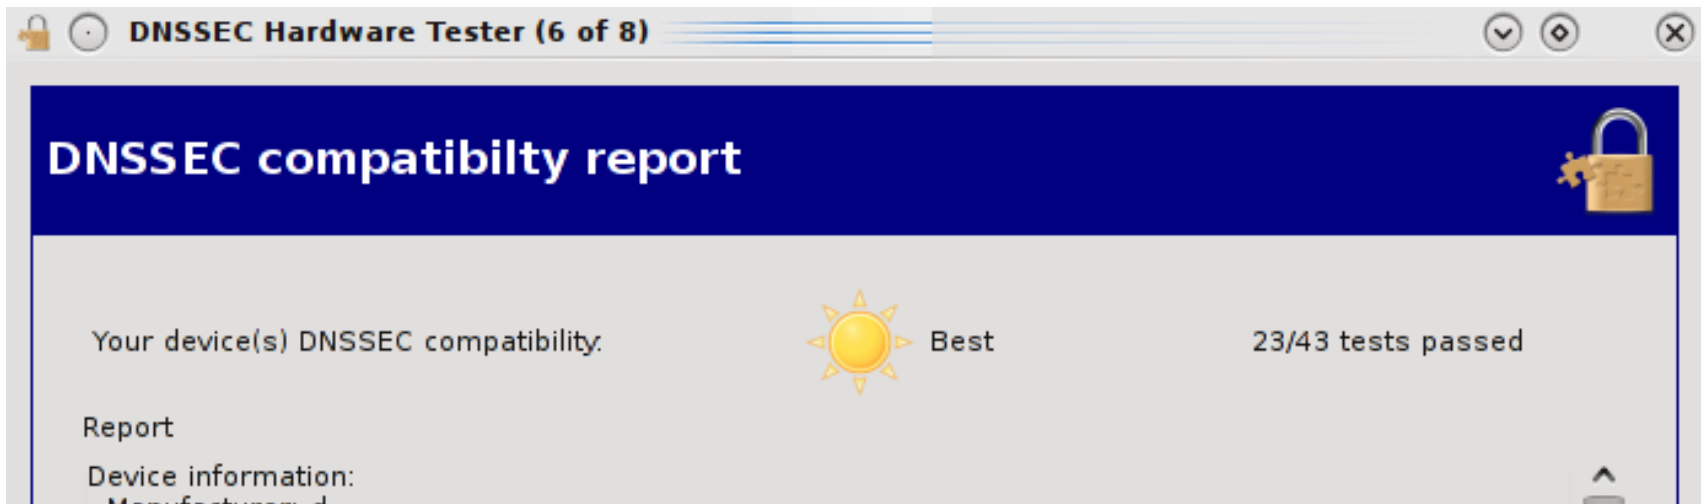 DNSSEC Hardware Tester (6 of 8)
DNSSEC compatibilty report
Your device(s) DNSSEC compatibility: Best 23/43 tests passed
Report
Device information: